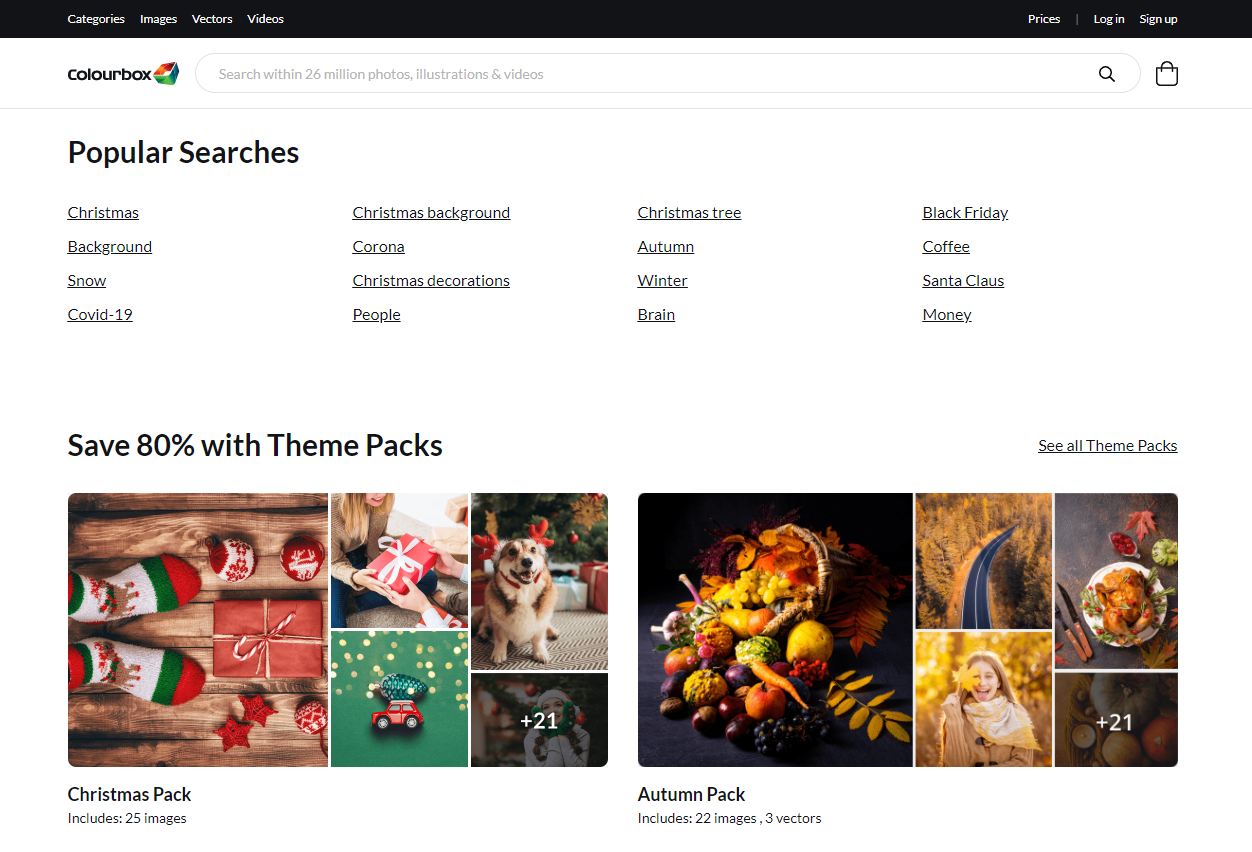 Categories Images Vectors Videos Prices | Log in Sign up
colourbox Search within 26 million photos, illustrations & videos
Popular Searches
Christmas Christmas background Christmas tree Black Friday
Background Corona Autumn Coffee
Snow Christmas decorations Winter Santa Claus
Covid-19 People Brain Money
Save 80% with Theme Packs See all Theme Packs
+21 +21
Christmas Pack Autumn Pack
Includes: 25 images Includes: 22 images , 3 vectors